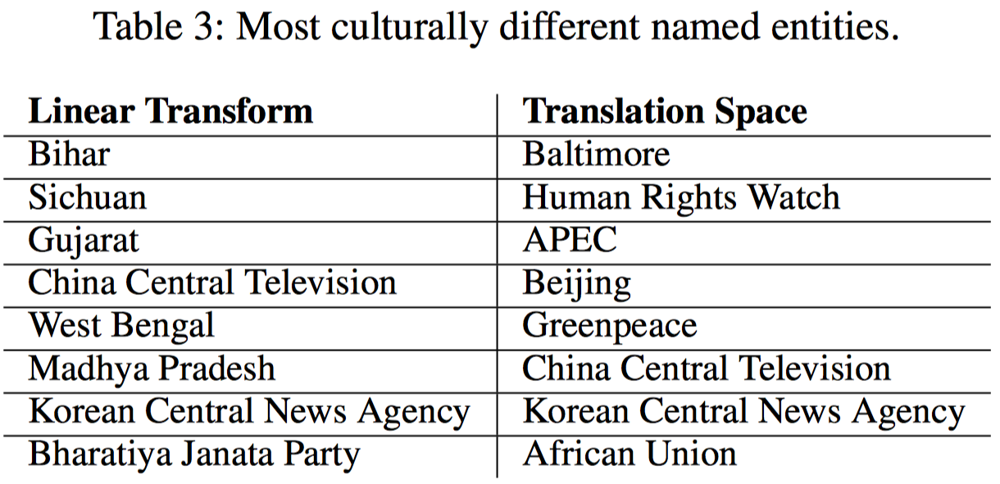 Table 3: Most culturally different named entities.
Linear Transform Translation Space
Bihar Baltimore
Sichuan Human Rights Watch
Gujarat APEC
China Central Television Beijing
West Bengal Greenpeace
Madhya Pradesh China Central Television
Korean Central News Agency Korean Central News Agency
Bharatiya Janata Party African Union